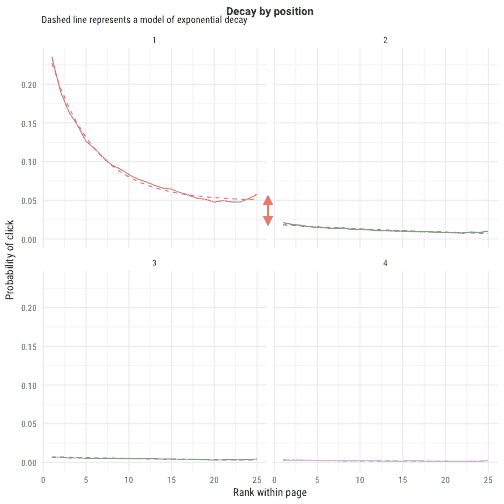 Decay by position
Dashed line represents a model of exponential decay
1
2
0.20
0.15
0.10
0.05
0.00
Probability of click
3
4
0.20
0.15
0.10
0.05
0.00
0 5 10 15 20 25 0 5 10 15 20 25
Rank within page